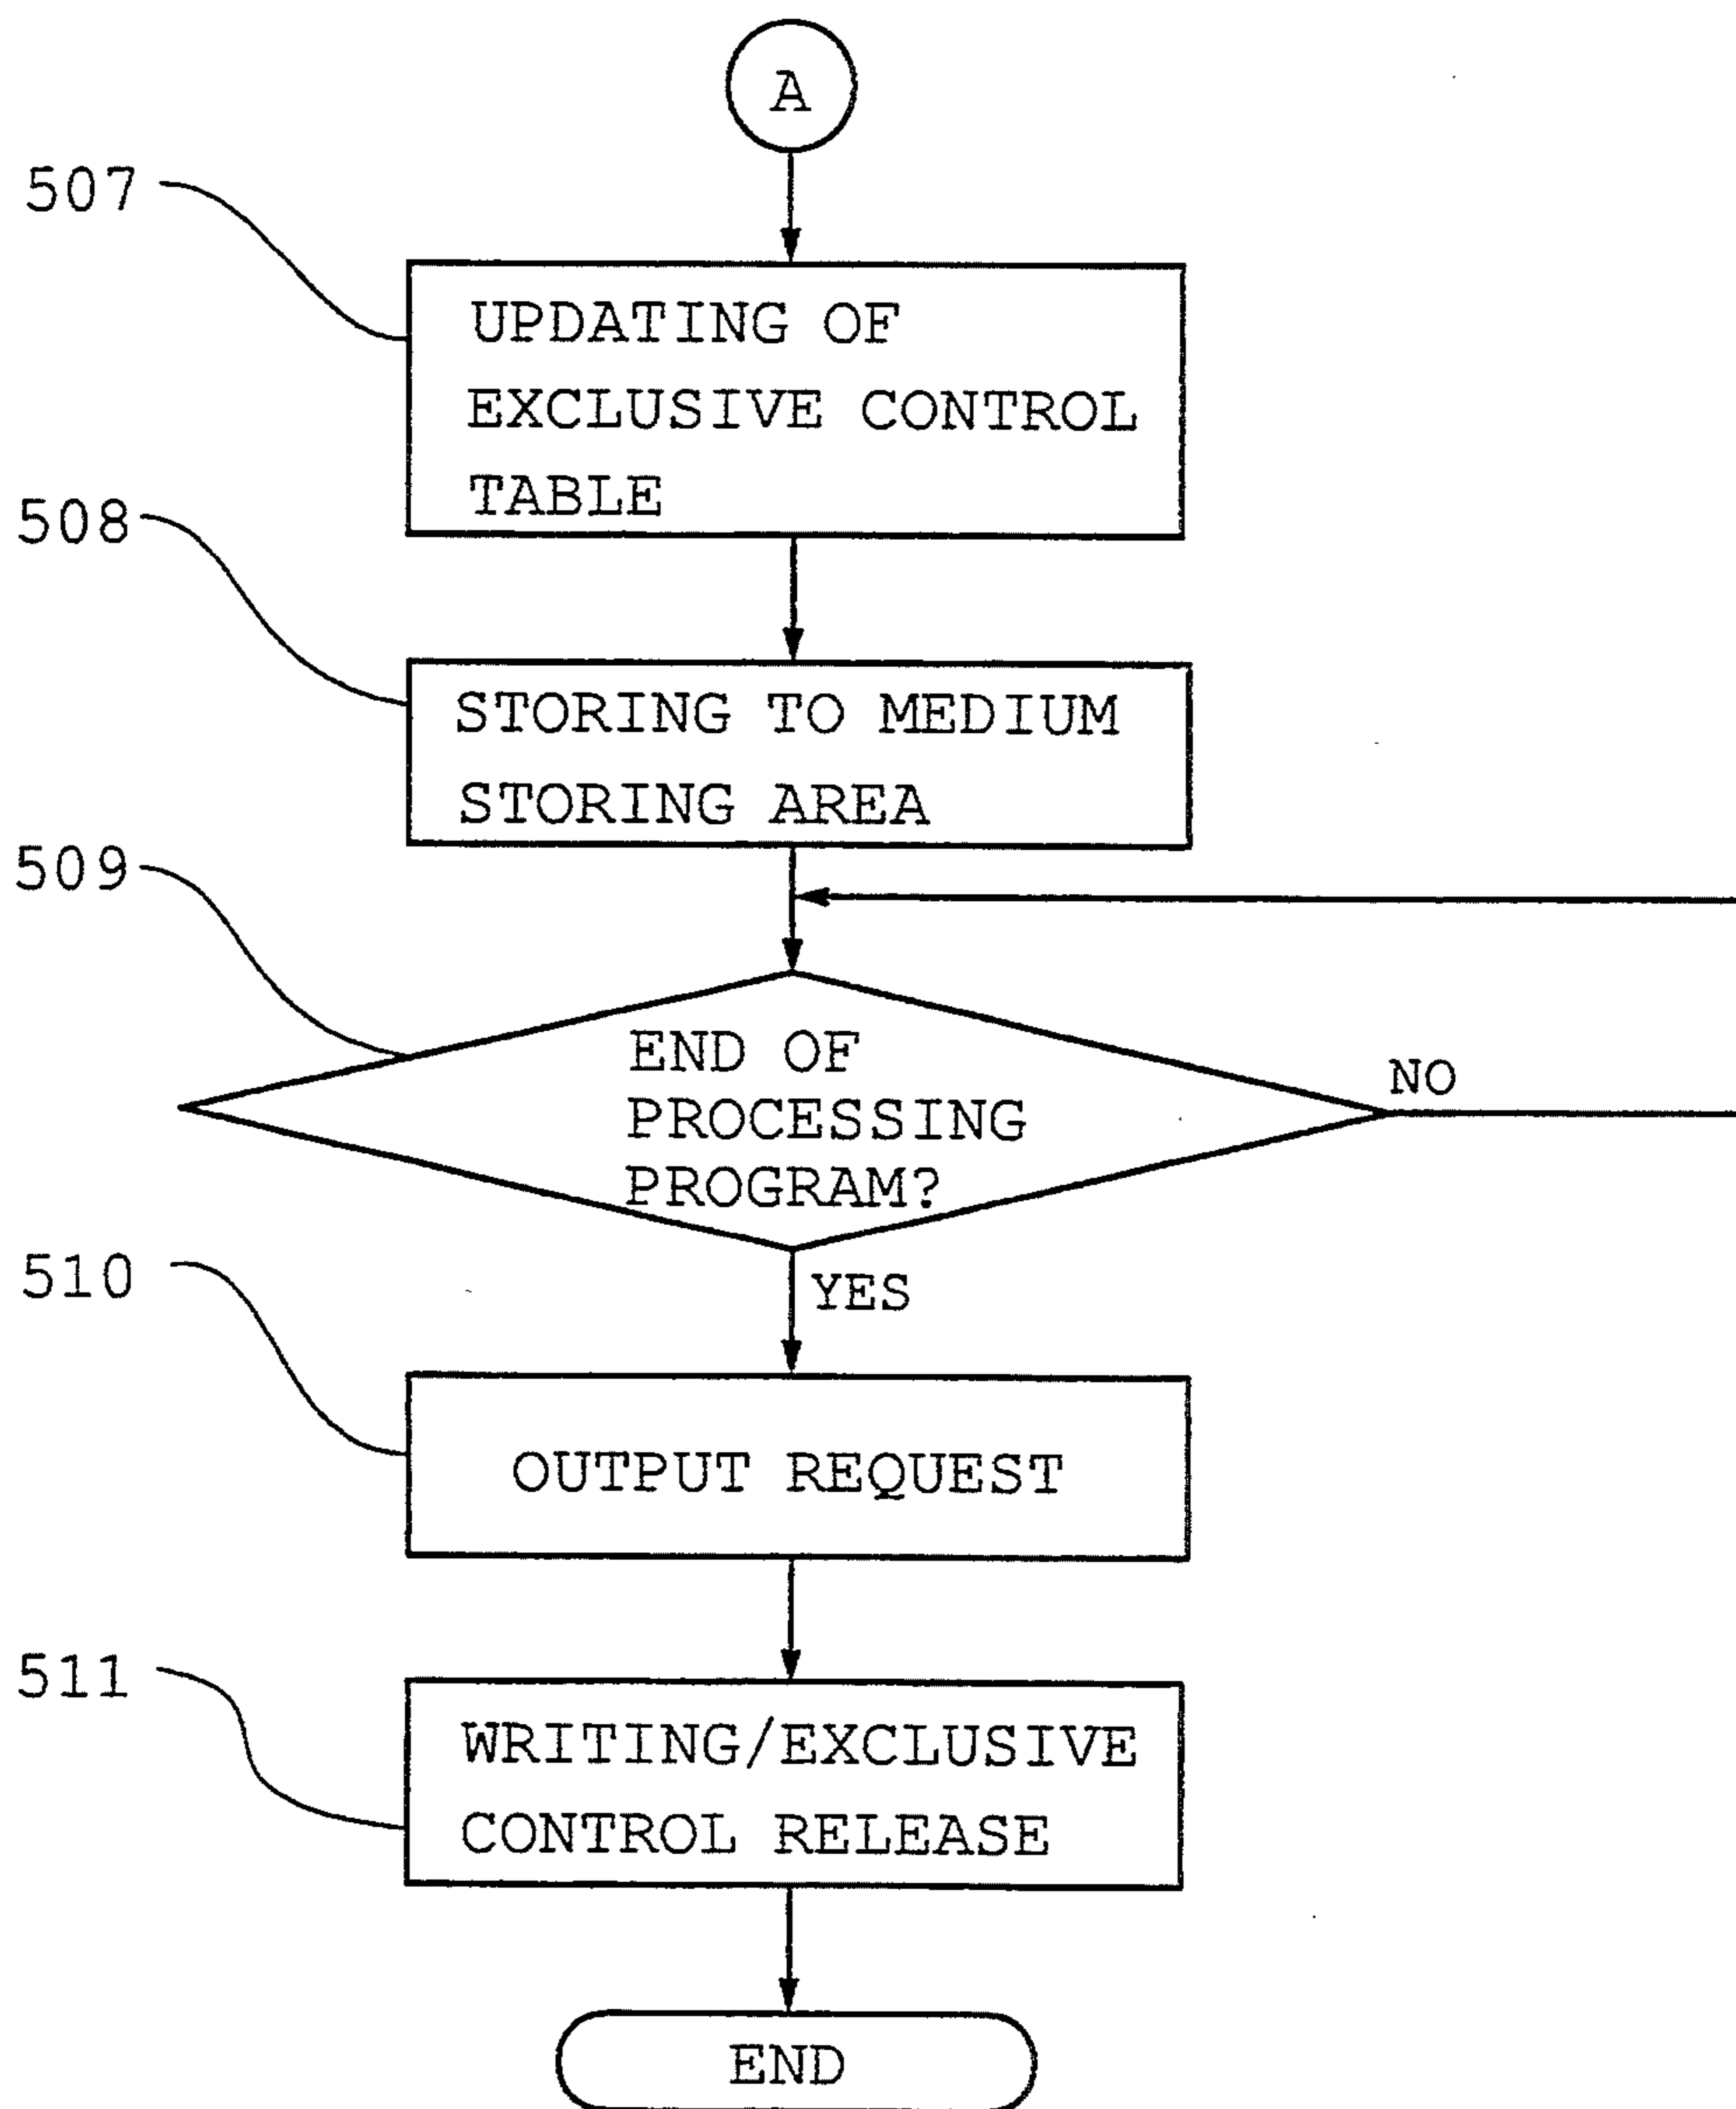 A
507
UPDATING OF
EXCLUSIVE CONTROL
TABLE
508
STORING TO MEDIUM
STORING AREA
509
END OF
PROCESSING
PROGRAM?
NO
YES
510
OUTPUT REQUEST
511
WRITING/EXCLUSIVE
CONTROL RELEASE
END